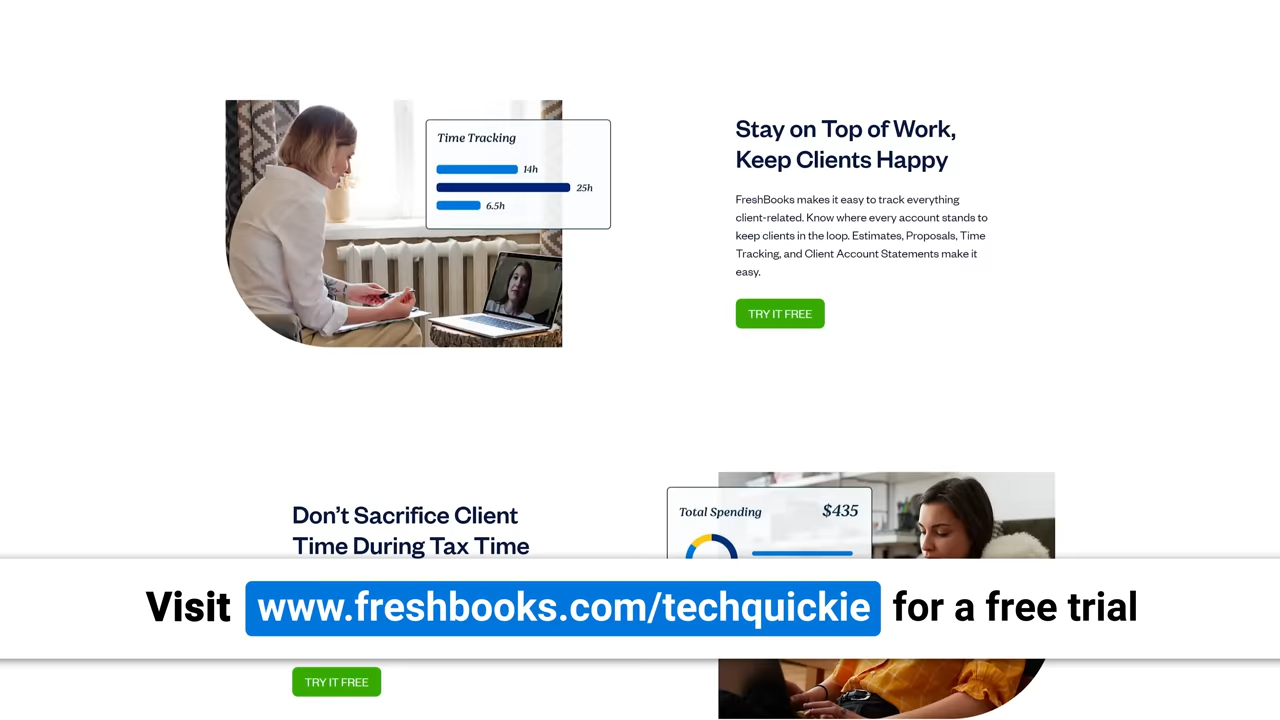 Time Tracking
14h
25h
6.5h
Stay on Top of Work,
Keep Clients Happy
FreshBooks makes it easy to track everything
client-related. Know where every account stands to
keep clients in the loop. Estimates, Proposals, Time
Tracking, and Client Account Statements make it
easy.
TRY IT FREE
Don’t Sacrifice Client
Time During Tax Time
Total Spending
$435
Visit www.freshbooks.com/techquickie for a free trial
TRY IT FREE